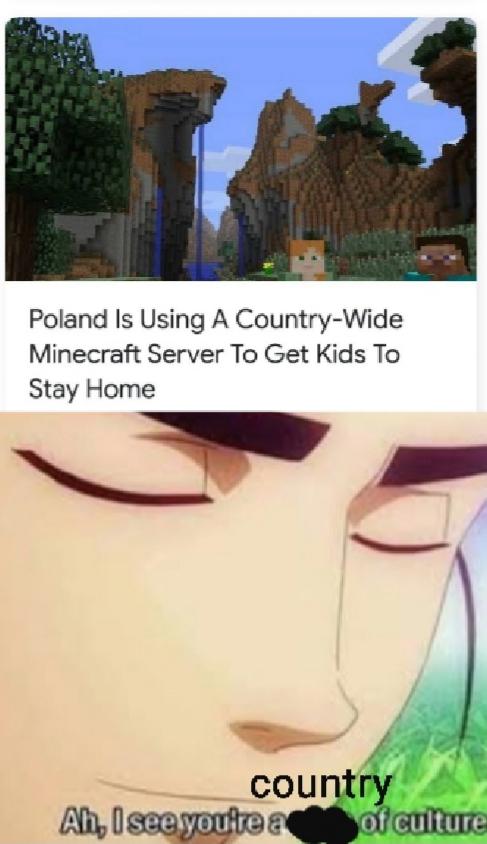 Poland Is Using A Country-Wide
Minecraft Server To Get Kids To
Stay Home
country
Ah, I see you're a of culture